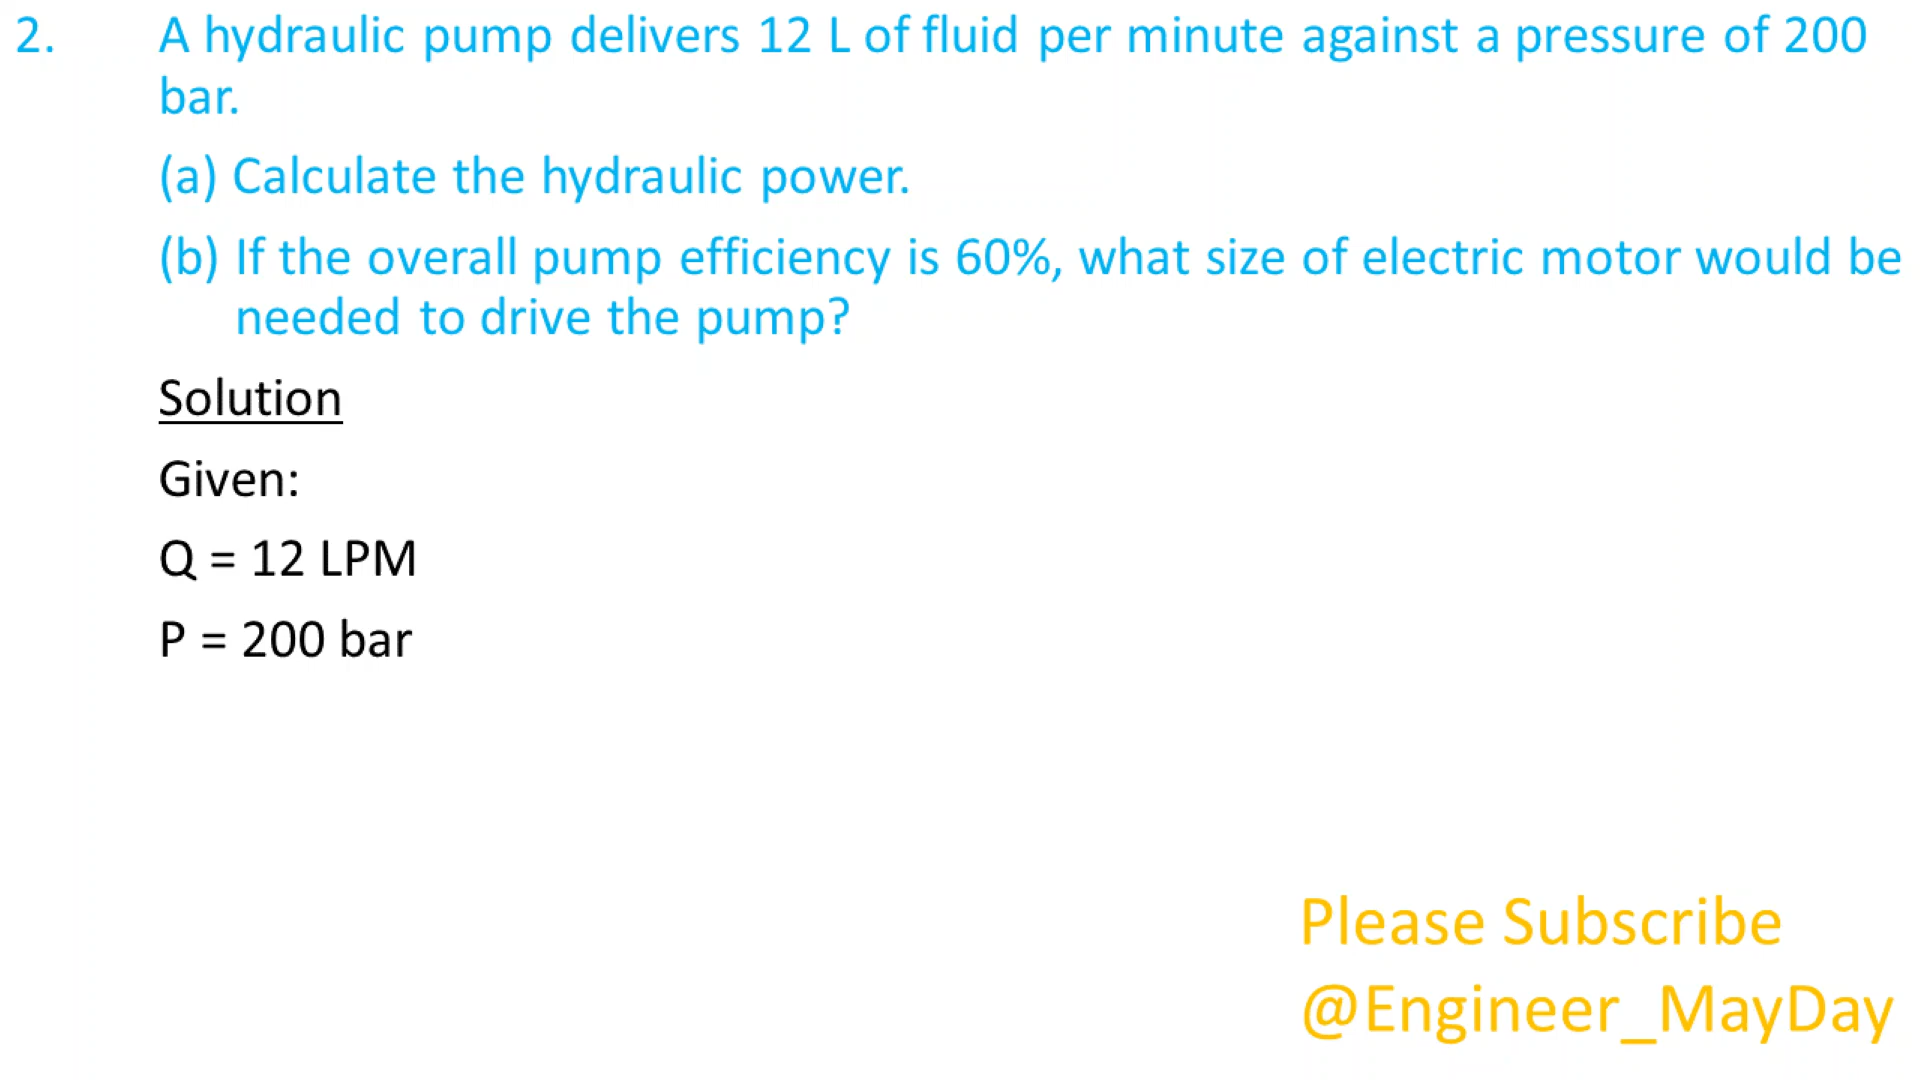 2. A hydraulic pump delivers 12 L of fluid per minute against a pressure of 200
bar.
(a) Calculate the hydraulic power.
(b) If the overall pump efficiency is 60%, what size of electric motor would be
needed to drive the pump?
Solution
Given:
Q = 12 LPM
P = 200 bar
Please Subscribe
@Engineer_MayDay